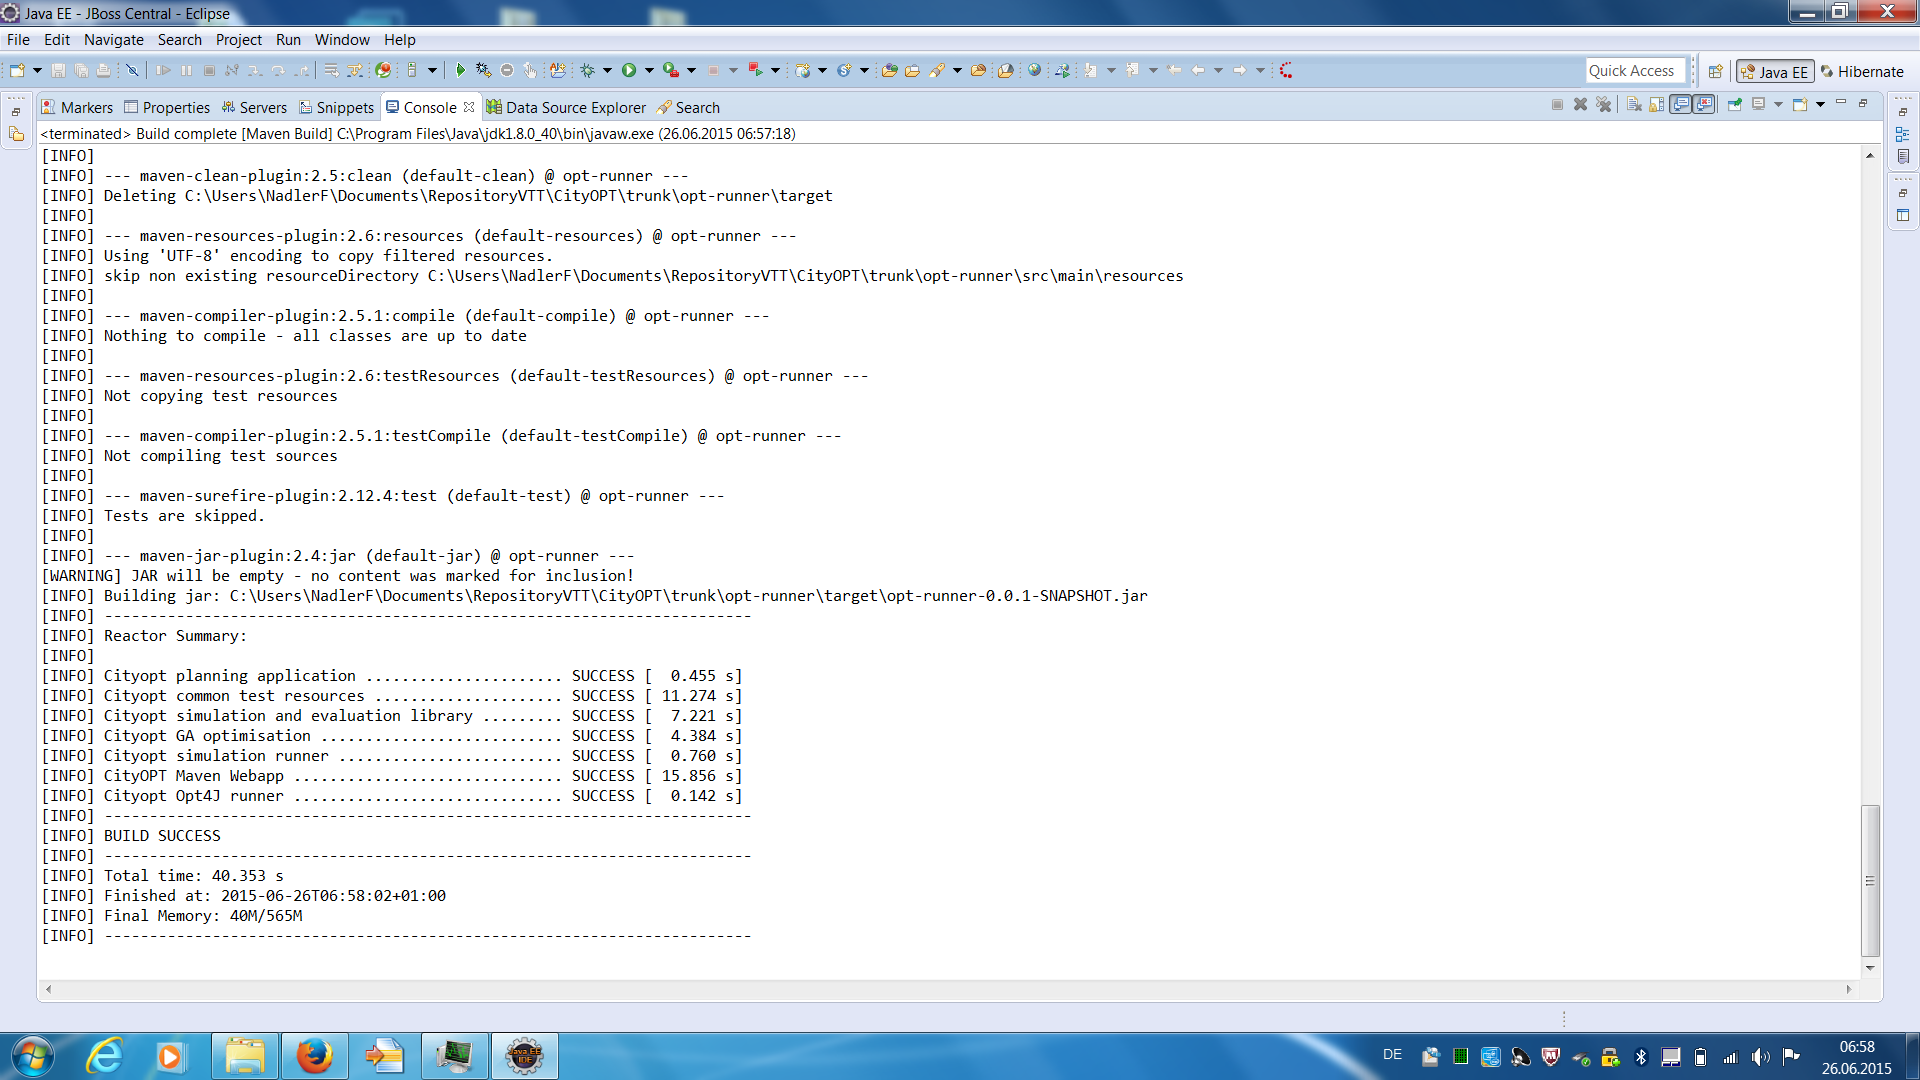 Java EE - JBoss Central - Eclipse
File Edit Navigate Search Project Run Window Help
Quick Access Java EE Hibernate
Markers Properties Servers Snippets Console Data Source Explorer Search
<terminated> Build complete [Maven Build] C:\Program Files\Java\jdk1.8.0_40\bin\javaw.exe (26.06.2015 06:57:18)
[INFO]
[INFO] --- maven-clean-plugin:2.5:clean (default-clean) @ opt-runner ---
[INFO] Deleting C:\Users\NadlerF\Documents\RepositoryVTT\CityOPT\trunk\opt-runner\target
[INFO]
[INFO] --- maven-resources-plugin:2.6:resources (default-resources) @ opt-runner ---
[INFO] Using 'UTF-8' encoding to copy filtered resources.
[INFO] skip non existing resourceDirectory C:\Users\NadlerF\Documents\RepositoryVTT\CityOPT\trunk\opt-runner\src\main\resources
[INFO]
[INFO] --- maven-compiler-plugin:2.5.1:compile (default-compile) @ opt-runner ---
[INFO] Nothing to compile - all classes are up to date
[INFO]
[INFO] --- maven-resources-plugin:2.6:testResources (default-testResources) @ opt-runner ---
[INFO] Not copying test resources
[INFO]
[INFO] --- maven-compiler-plugin:2.5.1:testCompile (default-testCompile) @ opt-runner ---
[INFO] Not compiling test sources
[INFO]
[INFO] --- maven-surefire-plugin:2.12.4:test (default-test) @ opt-runner ---
[INFO] Tests are skipped.
[INFO]
[INFO] --- maven-jar-plugin:2.4:jar (default-jar) @ opt-runner ---
[WARNING] JAR will be empty - no content was marked for inclusion!
[INFO] Building jar: C:\Users\NadlerF\Documents\RepositoryVTT\CityOPT\trunk\opt-runner\target\opt-runner-0.0.1-SNAPSHOT.jar
[INFO] ------------------------------------------------------------------------
[INFO] Reactor Summary:
[INFO]
[INFO] Cityopt planning application ...................... SUCCESS [  0.455 s]
[INFO] Cityopt common test resources ..................... SUCCESS [ 11.274 s]
[INFO] Cityopt simulation and evaluation library ......... SUCCESS [  7.221 s]
[INFO] Cityopt GA optimisation ........................... SUCCESS [  4.384 s]
[INFO] Cityopt simulation runner ......................... SUCCESS [  0.760 s]
[INFO] CityOPT Maven Webapp .............................. SUCCESS [ 15.856 s]
[INFO] Cityopt Opt4J runner .............................. SUCCESS [  0.142 s]
[INFO] ------------------------------------------------------------------------
[INFO] BUILD SUCCESS
[INFO] ------------------------------------------------------------------------
[INFO] Total time: 40.353 s
[INFO] Finished at: 2015-06-26T06:58:02+01:00
[INFO] Final Memory: 40M/565M
[INFO] ------------------------------------------------------------------------
Java EE
IDE
DE
06:58
26.06.2015